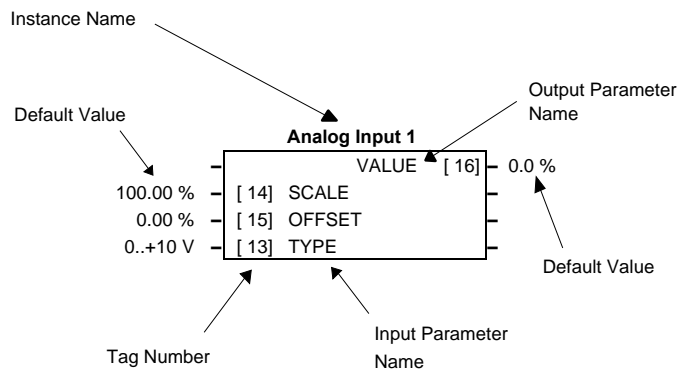 Instance Name
Output Parameter
Name
Default Value
Analog Input 1
VALUE [ 16] 0.0 %
100.00 % [ 14] SCALE
0.00 % [ 15] OFFSET
0..+10 V [ 13] TYPE
Default Value
Input Parameter
Name
Tag Number